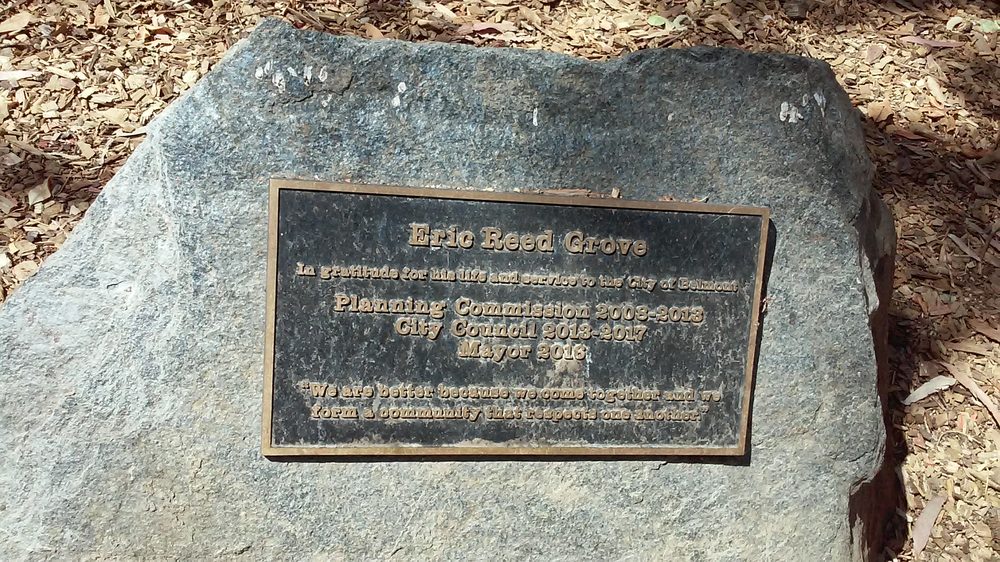 Eric Reed Grove
In gratitude for his life and service to the City of Belmont
Planning Commission 2008-2013
City Council 2013-2017
Mayor 2016
"We are better because we come together and we
form a community that respects one another."